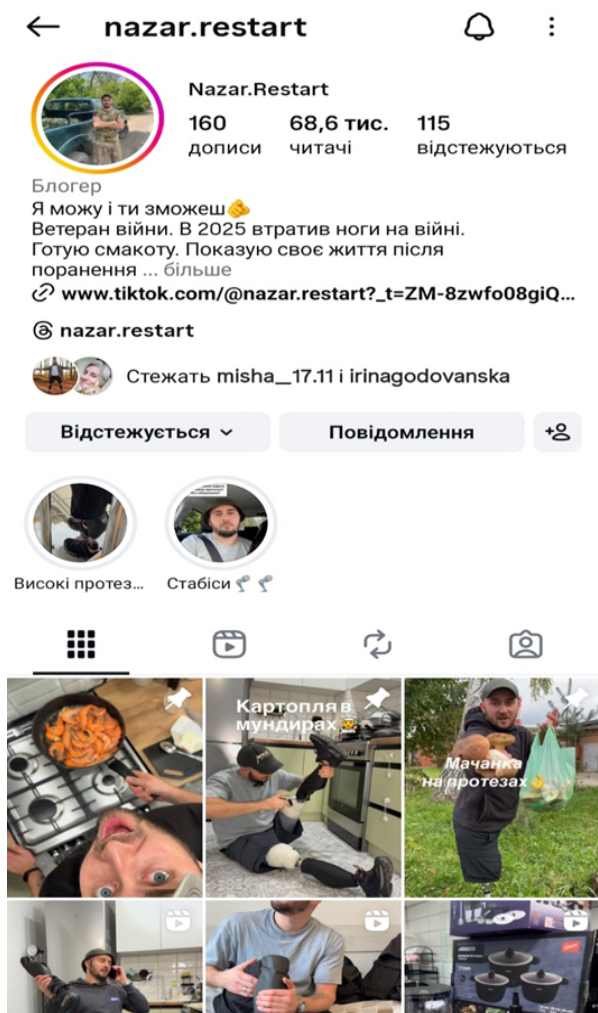 nazar.restart
Nazar.Restart
160 68,6 тис. 115
дописи читачі відстежуються
Блогер
Я можу і ти зможеш🫵
Ветеран війни. В 2025 втратив ноги на війні.
Готую смакоту. Показую своє життя після
поранення ... більше
www.tiktok.com/@nazar.restart?_t=ZM-8zwfo08giQ...
nazar.restart
Стежать misha__17.11 і irinagodovanska
Відстежується
Повідомлення
Високі протез...
Стабіси🦿🦿
Картопля в
мундирах👨‍🍳
Мачанка
на протезах👌